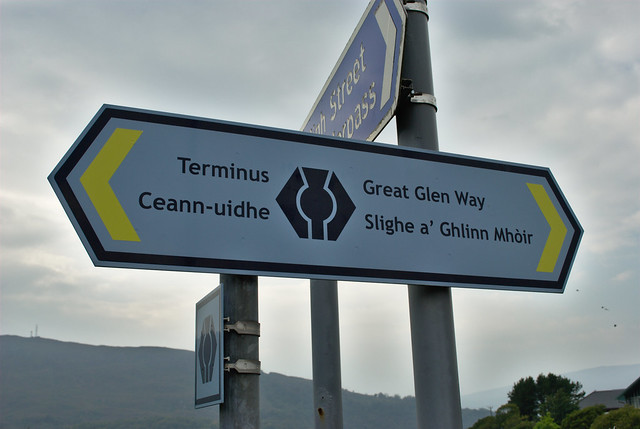 Street
Terminus
Ceann-uidhe
Great Glen Way
Slighe a' Ghlinn Mhòir